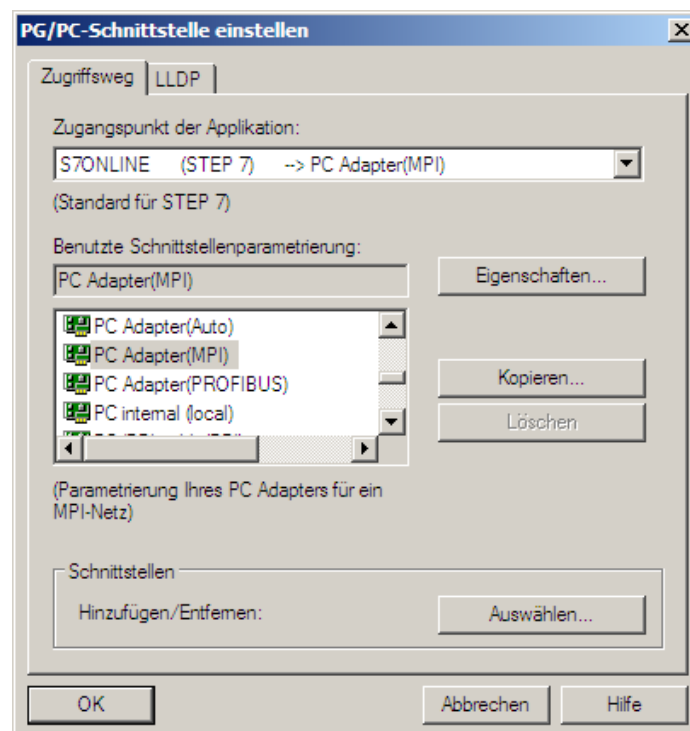 PG/PC-Schnittstelle einstellen
Zugriffsweg
LLDP
Zugangspunkt der Applikation:
S7ONLINE (STEP 7) --> PC Adapter(MPI)
(Standard für STEP 7)
Benutzte Schnittstellenparametrierung:
PC Adapter(MPI)
Eigenschaften...
PC Adapter(Auto)
PC Adapter(MPI)
PC Adapter(PROFIBUS)
PC internal (local)
Kopieren...
Löschen
(Parametrierung Ihres PC Adapters für ein
MPI-Netz)
Schnittstellen
Hinzufügen/Entfernen:
Auswählen...
OK
Abbrechen
Hilfe